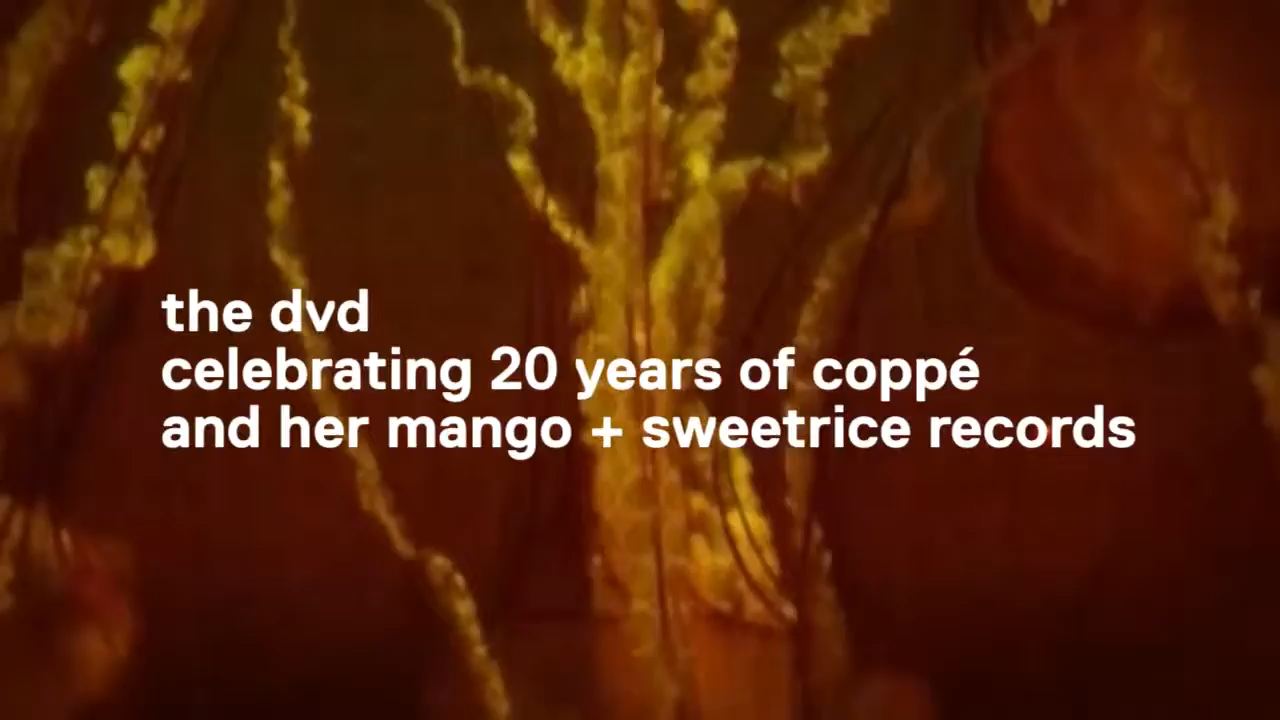 the dvd
celebrating 20 years of coppé
and her mango + sweetrice records